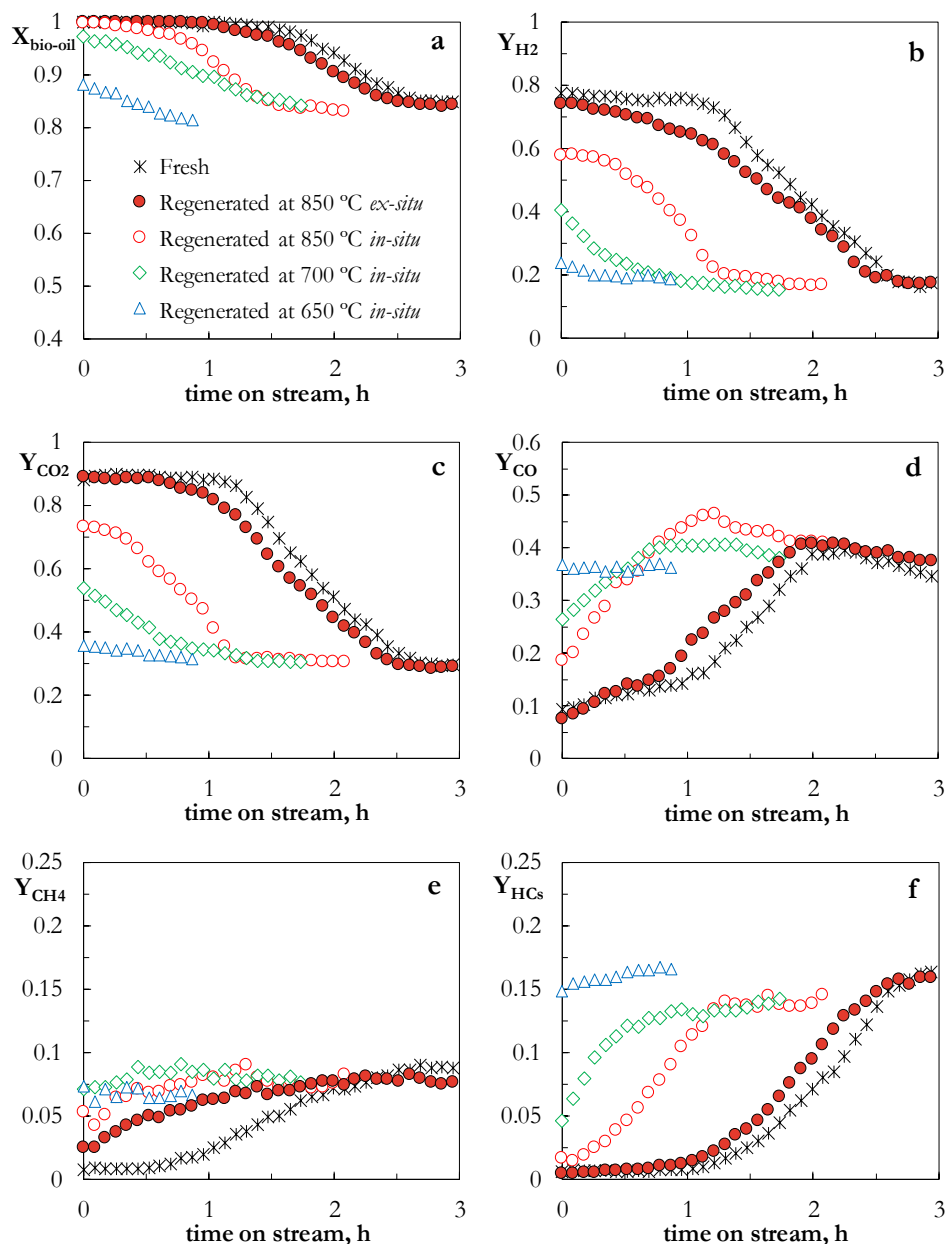 1
X bio-oil
a
0.9
0.8
0.7
0.6
0.5
0.4
Fresh
Regenerated at 850 ºC ex-situ
Regenerated at 850 ºC in-situ
Regenerated at 700 ºC in-situ
Regenerated at 650 ºC in-situ
0 1 2 3
time on stream, h
1
Y H2
b
0.8
0.6
0.4
0.2
0
0 1 2 3
time on stream, h
1
Y CO2
c
0.8
0.6
0.4
0.2
0
0 1 2 3
time on stream, h
0.6
Y CO
d
0.5
0.4
0.3
0.2
0.1
0
0 1 2 3
time on stream, h
0.25
Y CH4
e
0.2
0.15
0.1
0.05
0
0 1 2 3
time on stream, h
0.25
Y HCs
f
0.2
0.15
0.1
0.05
0
0 1 2 3
time on stream, h